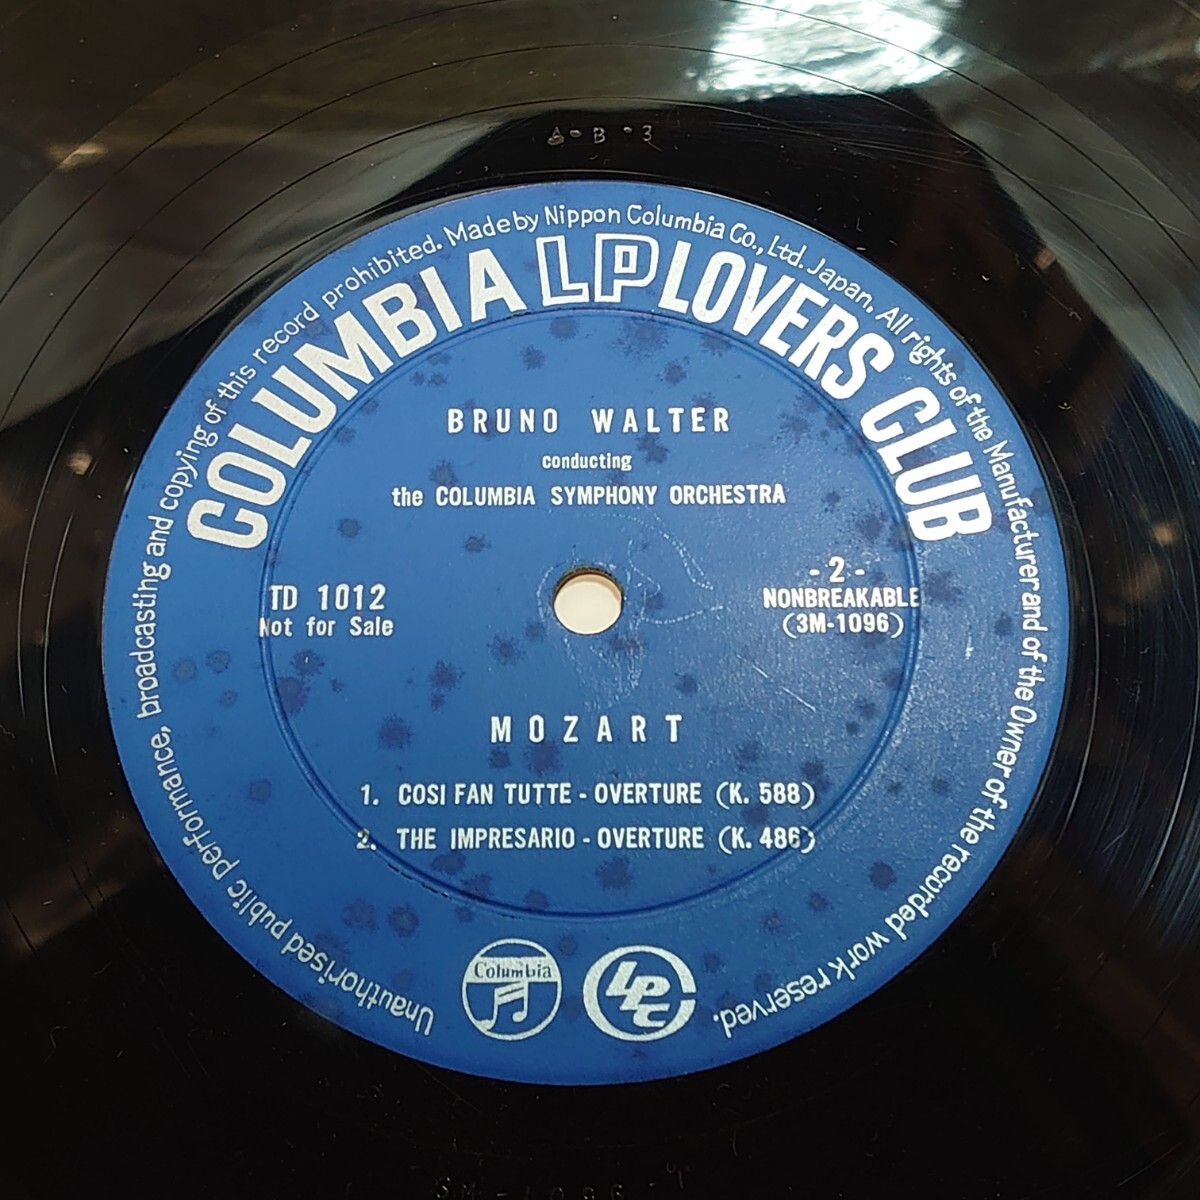 A-B-3
Unauthorised public performance, broadcasting and copying of this record prohibited. Made by Nippon Columbia Co., Ltd. Japan. All rights of the Manufacturer and of the Owner of the recorded work reserved.
COLUMBIA LP LOVERS CLUB
BRUNO WALTER
conducting
the COLUMBIA SYMPHONY ORCHESTRA
TD 1012
Not for Sale
- 2 -
NONBREAKABLE
(3M-1096)
MOZART
1. COSI FAN TUTTE - OVERTURE (K. 588)
2. THE IMPRESARIO - OVERTURE (K. 486)
Columbia
LPC